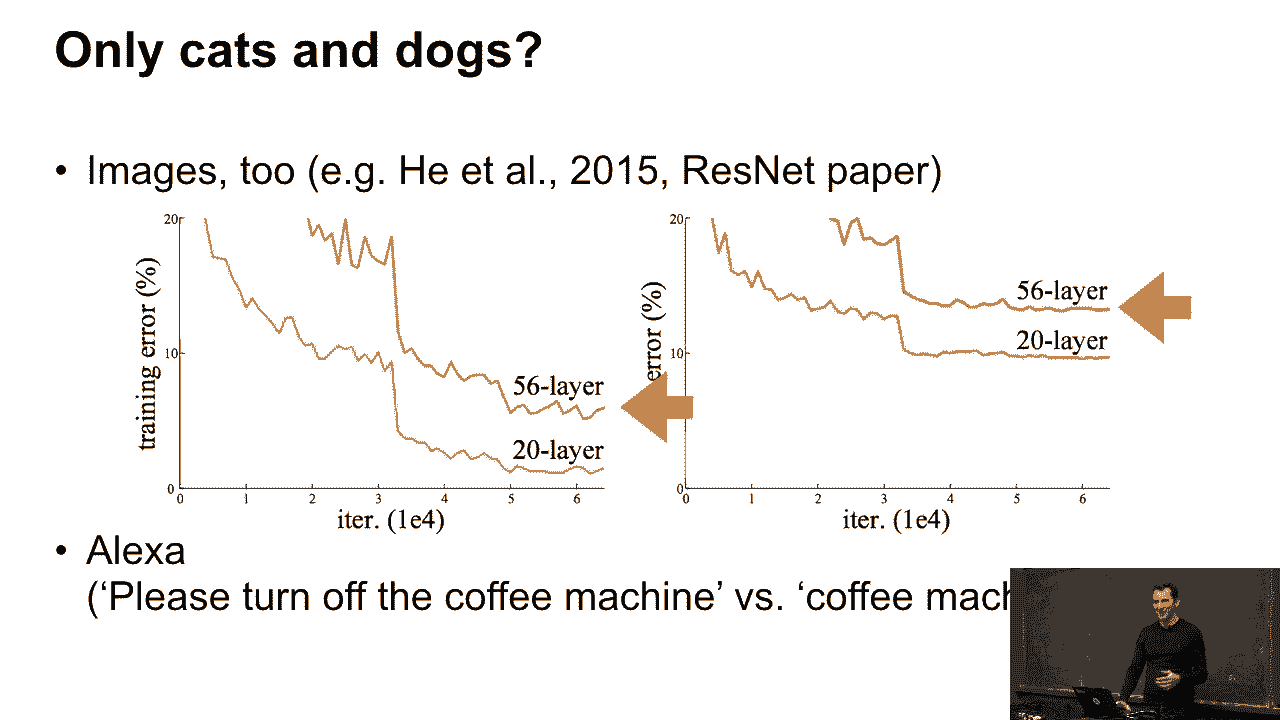 Only cats and dogs?
• Images, too (e.g. He et al., 2015, ResNet paper)
20
10
0
training error (%)
56-layer
20-layer
0 1 2 3 4 5 6
iter. (1e4)
20
10
0
error (%)
56-layer
20-layer
0 1 2 3 4 5 6
iter. (1e4)
• Alexa
(‘Please turn off the coffee machine’ vs. ‘coffee